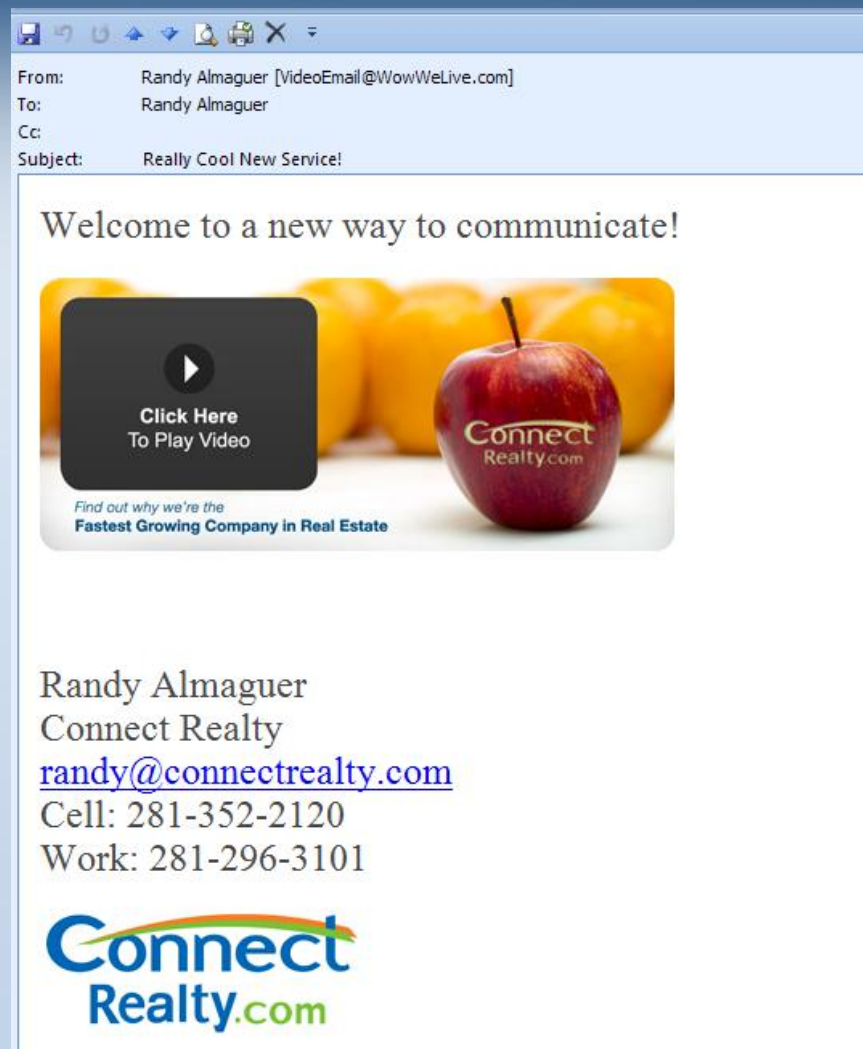 From: Randy Almaguer [VideoEmail@WowWeLive.com]
To: Randy Almaguer
Cc:
Subject: Really Cool New Service!
Welcome to a new way to communicate!
Click Here
To Play Video
Connect
Realty.com
Find out why we're the
Fastest Growing Company in Real Estate
Randy Almaguer
Connect Realty
randy@connectrealty.com
Cell: 281-352-2120
Work: 281-296-3101
Connect
Realty.com